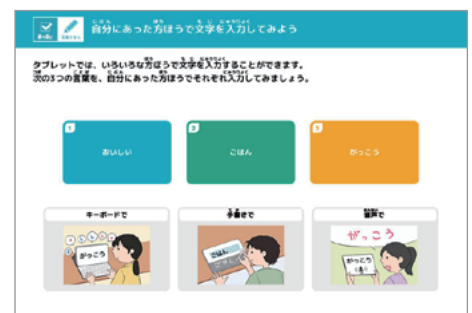 自分にあった方ほうで文字を入力してみよう
タブレットでは、いろいろな方ほうで文字を入力することができます。
次の3つの言葉を、自分にあった方ほうでそれぞれ入力してみましょう。
1
おいしい
2
ごはん
3
がっこう
キーボードで
手書きで
音声で
がっこう
ごはん
がっこう
がっこう